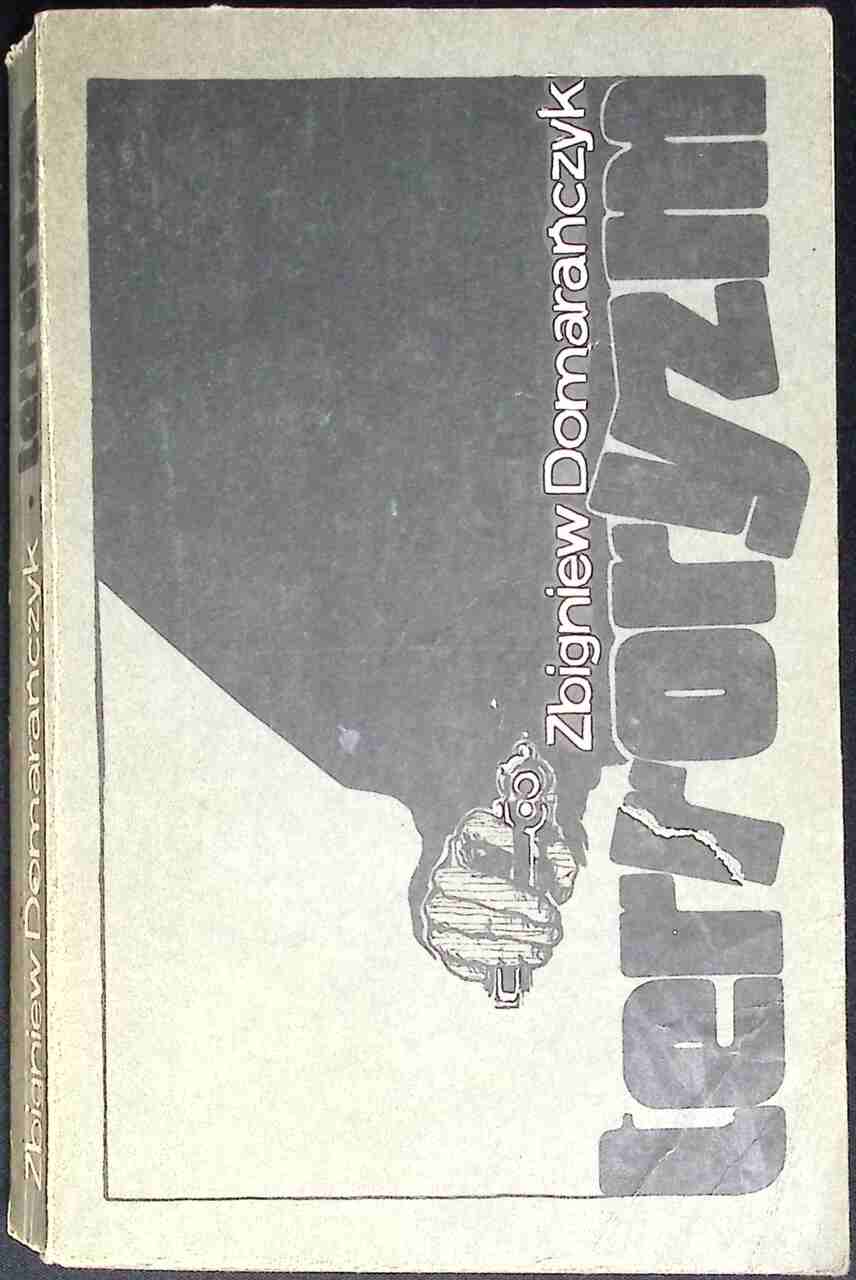 Zbigniew Domarańczyk
terroryzm
Zbigniew Domarańczyk •